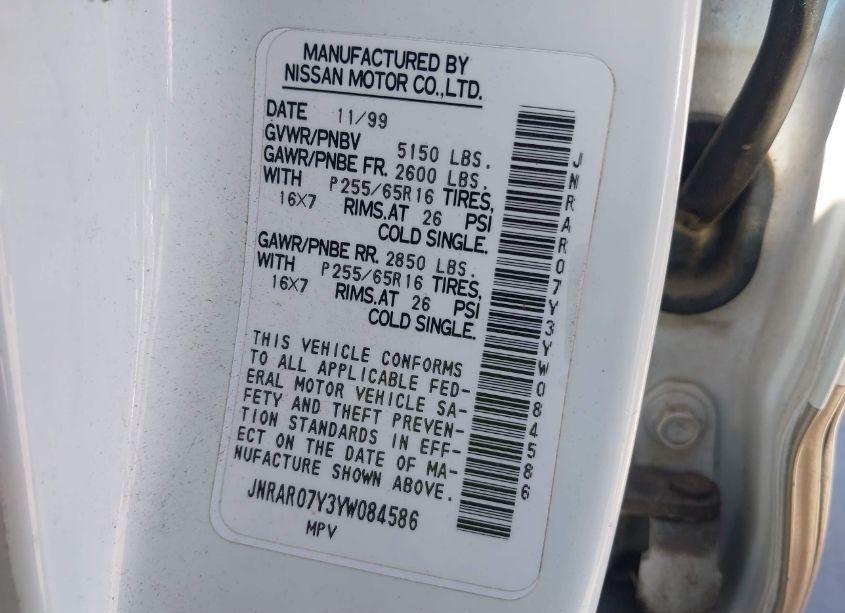 MANUFACTURED BY
NISSAN MOTOR CO.,LTD.
DATE 11/99
GVWR/PNBV 5150 LBS.
GAWR/PNBE FR. 2600 LBS.
WITH P255/65R16 TIRES,
16X7 RIMS.AT 26 PSI
COLD SINGLE.
GAWR/PNBE RR. 2850 LBS.
WITH P255/65R16 TIRES,
16X7 RIMS.AT 26 PSI
COLD SINGLE.
THIS VEHICLE CONFORMS
TO ALL APPLICABLE FED-
ERAL MOTOR VEHICLE SA-
FETY AND THEFT PREVEN-
TION STANDARDS IN EFF-
ECT ON THE DATE OF MA-
NUFACTURE SHOWN ABOVE.
JNRAR07Y3YW084586
MPV
JNRAR07Y3YW084586